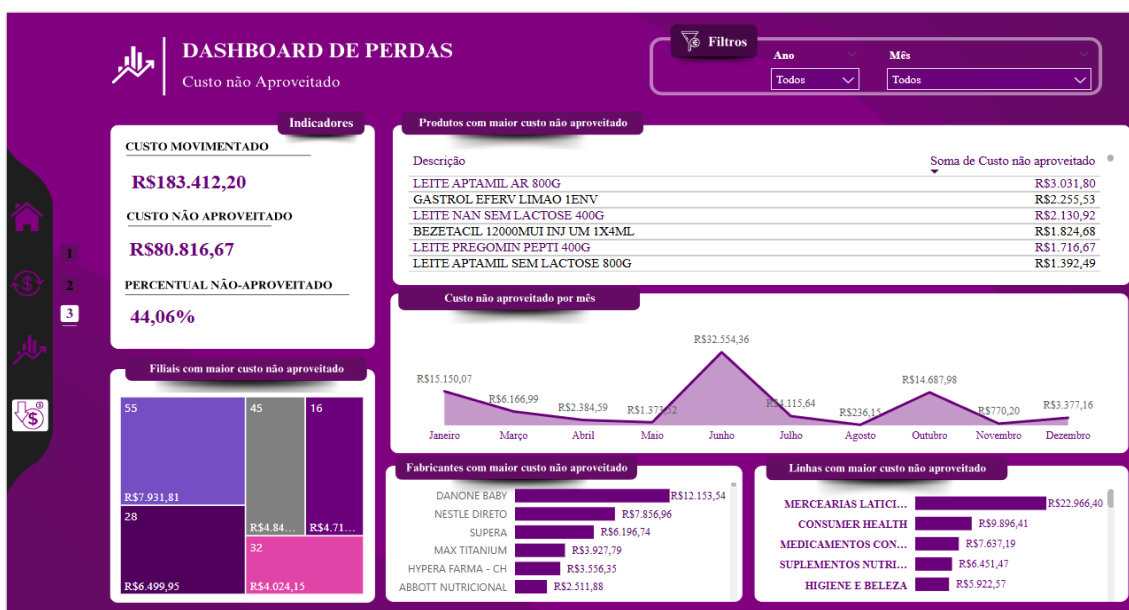 DASHBOARD DE PERDAS
Custo não Aproveitado
Filtros
Ano
Mês
Todos
Todos
Indicadores
CUSTO MOVIMENTADO
R$183.412,20
CUSTO NÃO APROVEITADO
R$80.816,67
PERCENTUAL NÃO-APROVEITADO
44,06%
1
2
3
Produtos com maior custo não aproveitado
Descrição Soma de Custo não aproveitado
LEITE APTAMIL AR 800G R$3.031,80
GASTROL EFERV LIMAO 1ENV R$2.255,53
LEITE NAN SEM LACTOSE 400G R$2.130,92
BEZETACIL 12000MUI INJ UM 1X4ML R$1.824,68
LEITE PREGOMIN PEPTI 400G R$1.716,67
LEITE APTAMIL SEM LACTOSE 800G R$1.392,49
Custo não aproveitado por mês
R$15.150,07
R$6.166,99
R$2.384,59
R$32.554,36
R$236,15
R$14.687,98
R$770,20
R$3.377,16
Janeiro Março Abril Maio Junho Julho Agosto Outubro Novembro Dezembro
Filiais com maior custo não aproveitado
55
R$7.931,81
45
R$4.84...
16
R$4.71...
28
R$6.499,95
32
R$4.024,15
Fabricantes com maior custo não aproveitado
DANONE BABY R$12.153,54
NESTLE DIRETO R$7.856,96
SUPERA R$6.196,74
MAX TITANIUM R$3.927,79
HYPERA FARMA - CH R$3.556,35
ABBOTT NUTRICIONAL R$2.511,88
Linhas com maior custo não aproveitado
MERCEARIAS LATICI... R$22.966,40
CONSUMER HEALTH R$9.896,41
MEDICAMENTOS CON... R$7.637,19
SUPLEMENTOS NUTRI... R$6.451,47
HIGIENE E BELEZA R$5.922,57